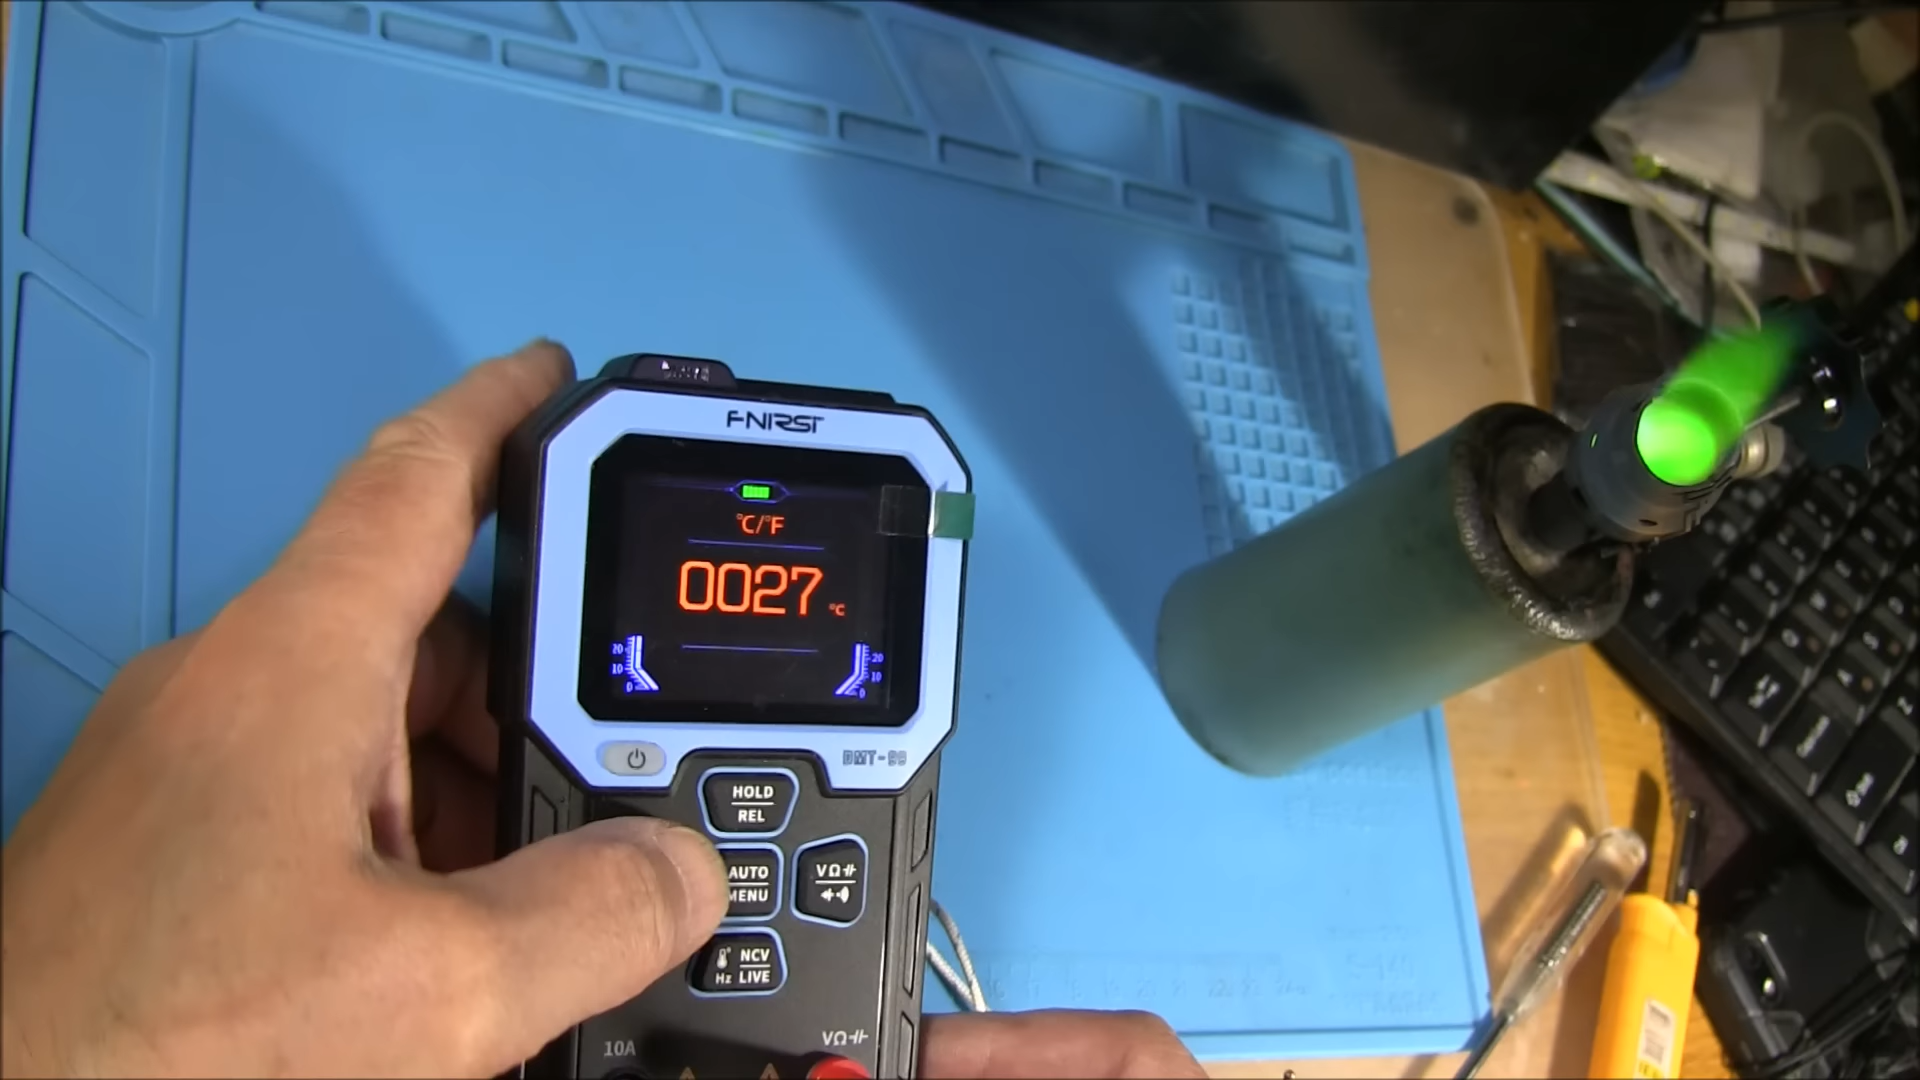 FNIRSI
°C/°F
0027 °C
20
10
0
20
10
0
DMT-99
HOLD
REL
AUTO
MENU
VΩ
NCV
Hz LIVE
10A
VΩ